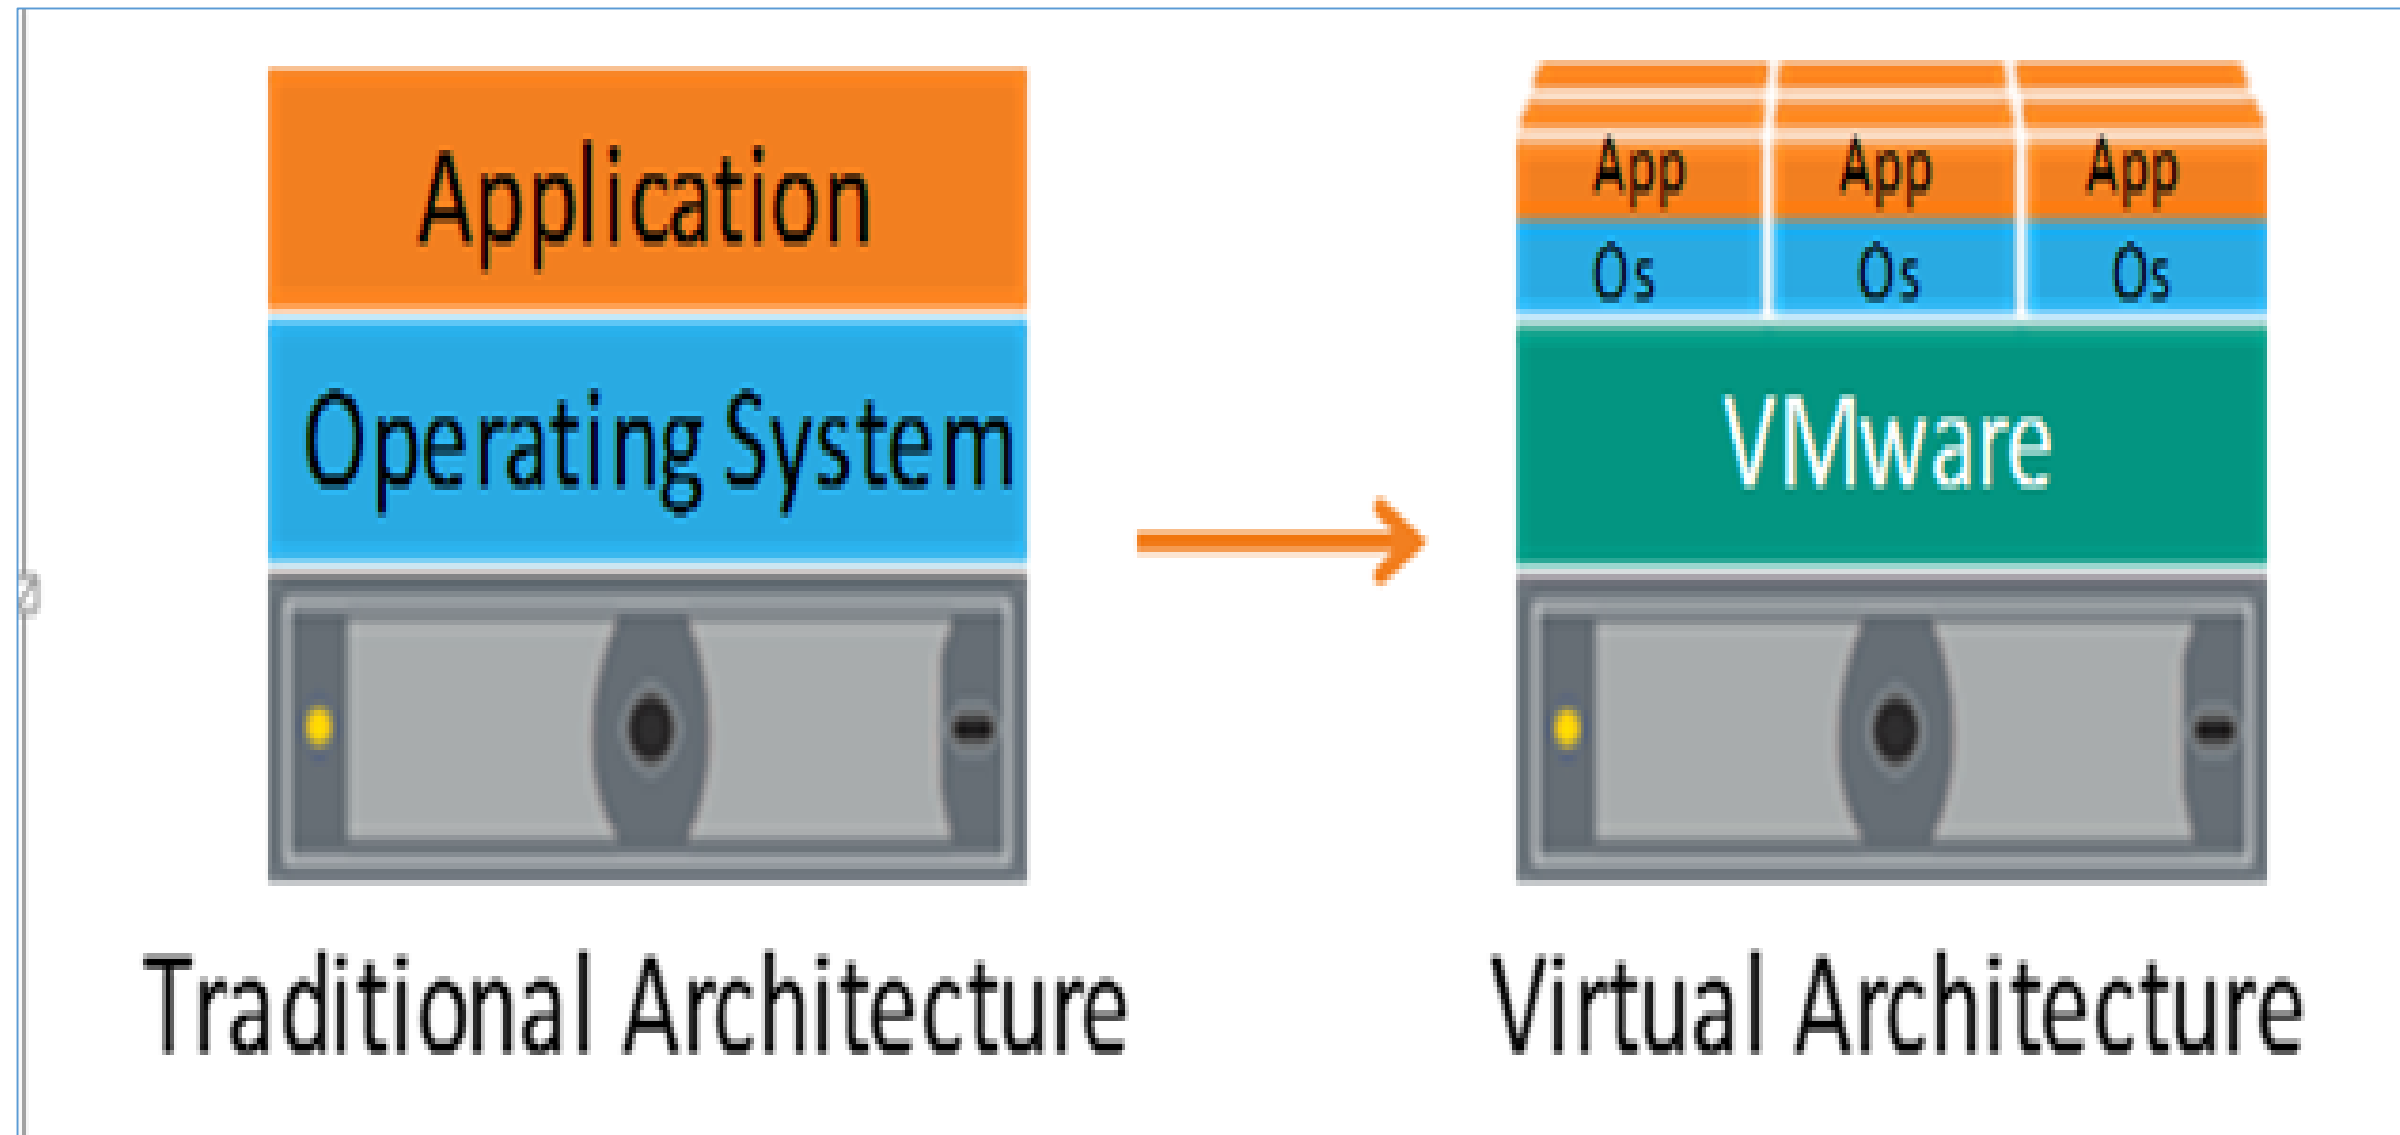 Application
Operating System
Traditional Architecture
App App App
Os Os Os
VMware
Virtual Architecture